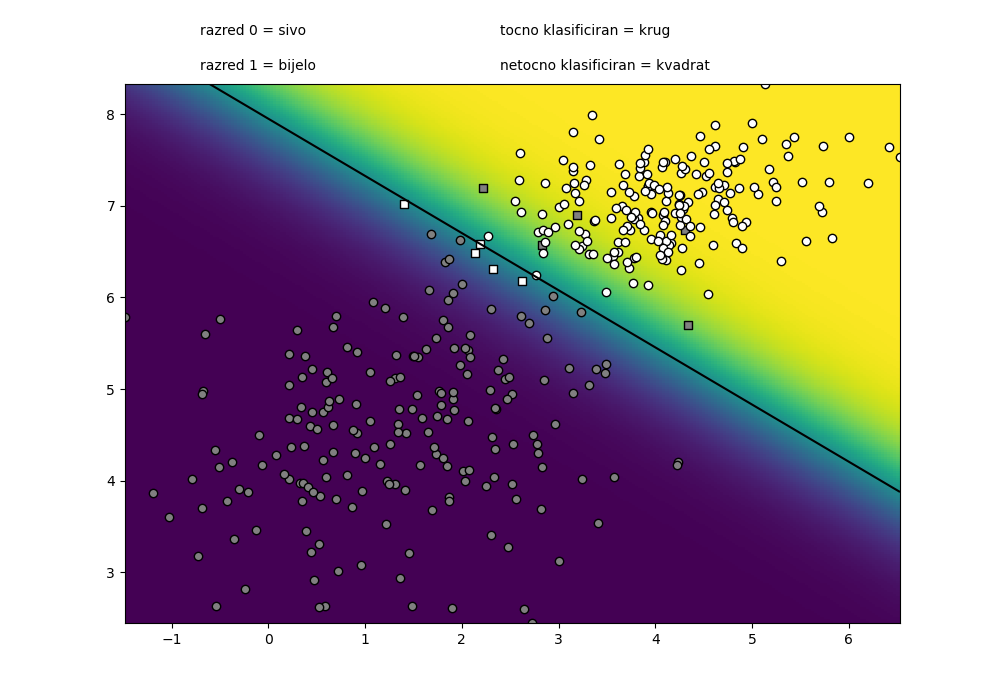 razred 0 = sivo
tocno klasificiran = krug
razred 1 = bijelo
netocno klasificiran = kvadrat
8
7
6
5
4
3
−1 0 1 2 3 4 5 6